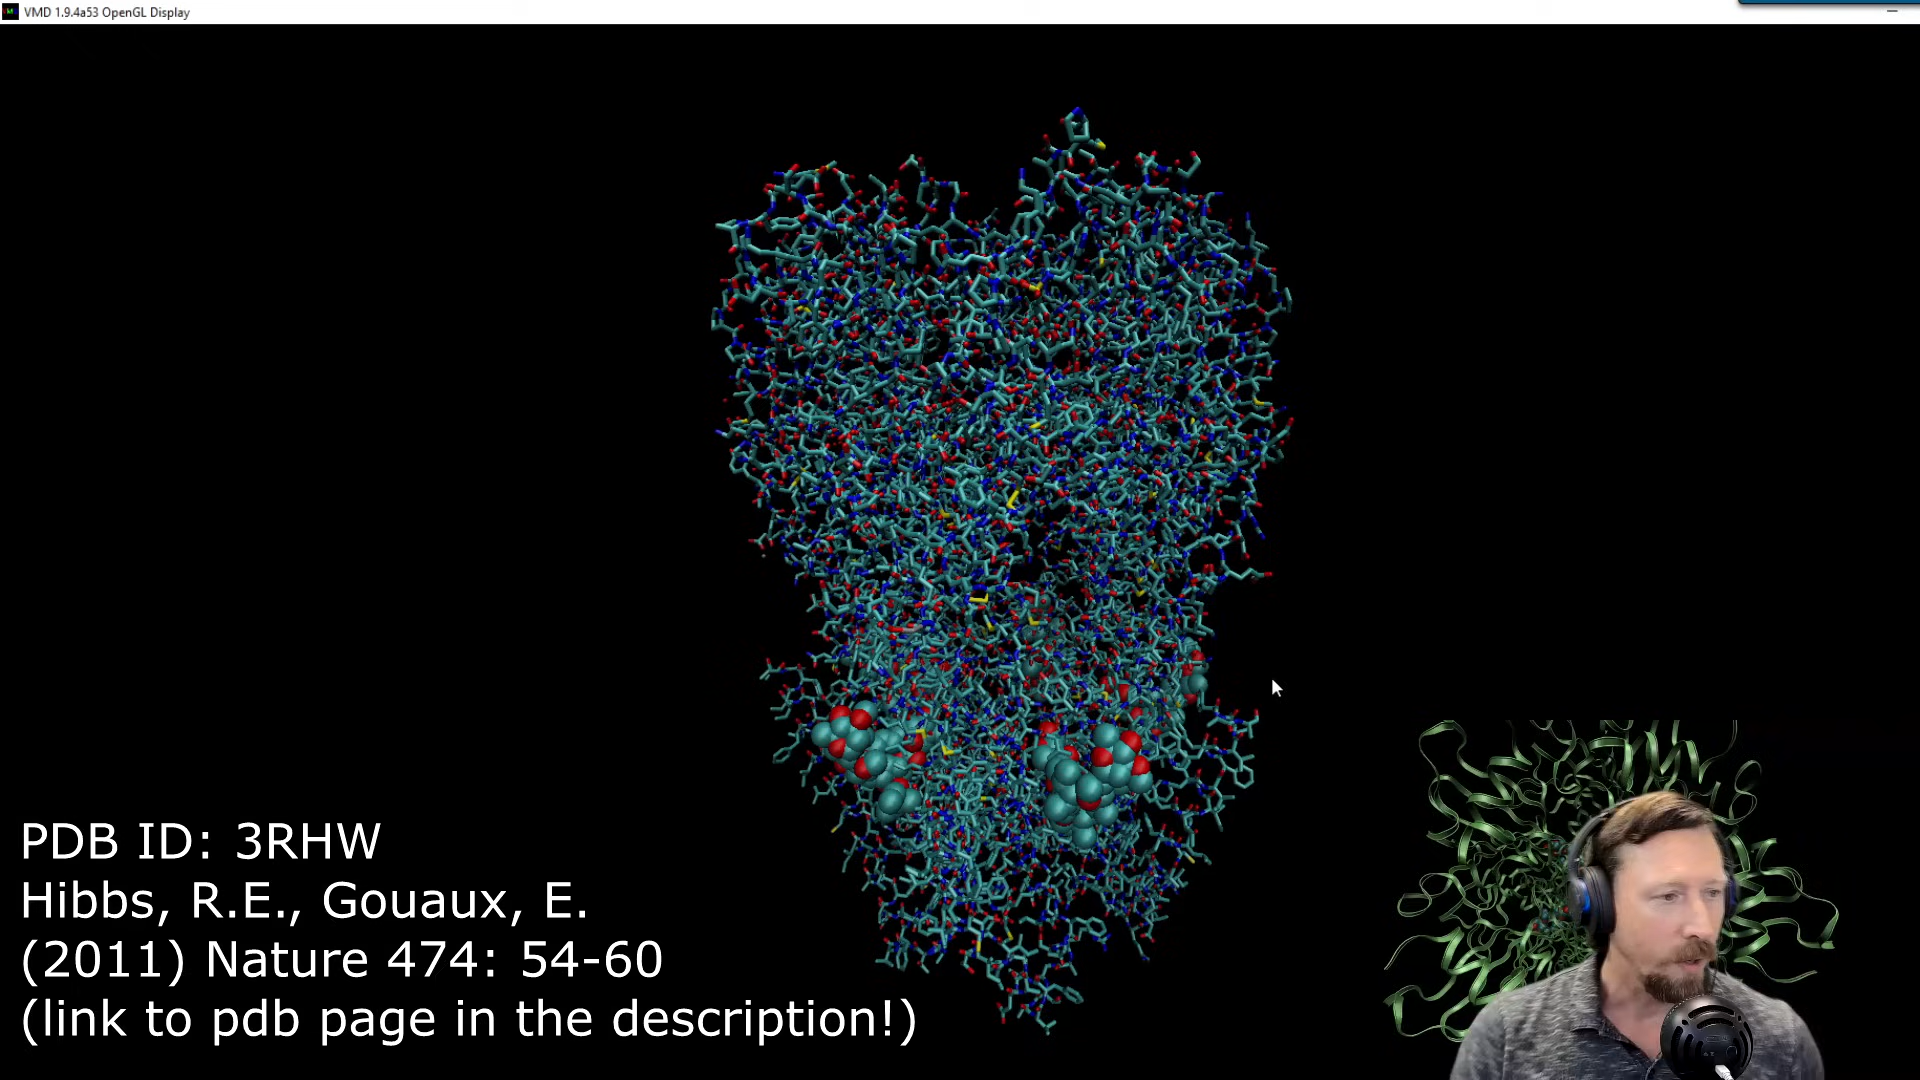 VMD 1.9.4a53 OpenGL Display
PDB ID: 3RHW
Hibbs, R.E., Gouaux, E.
(2011) Nature 474: 54-60
(link to pdb page in the description!)